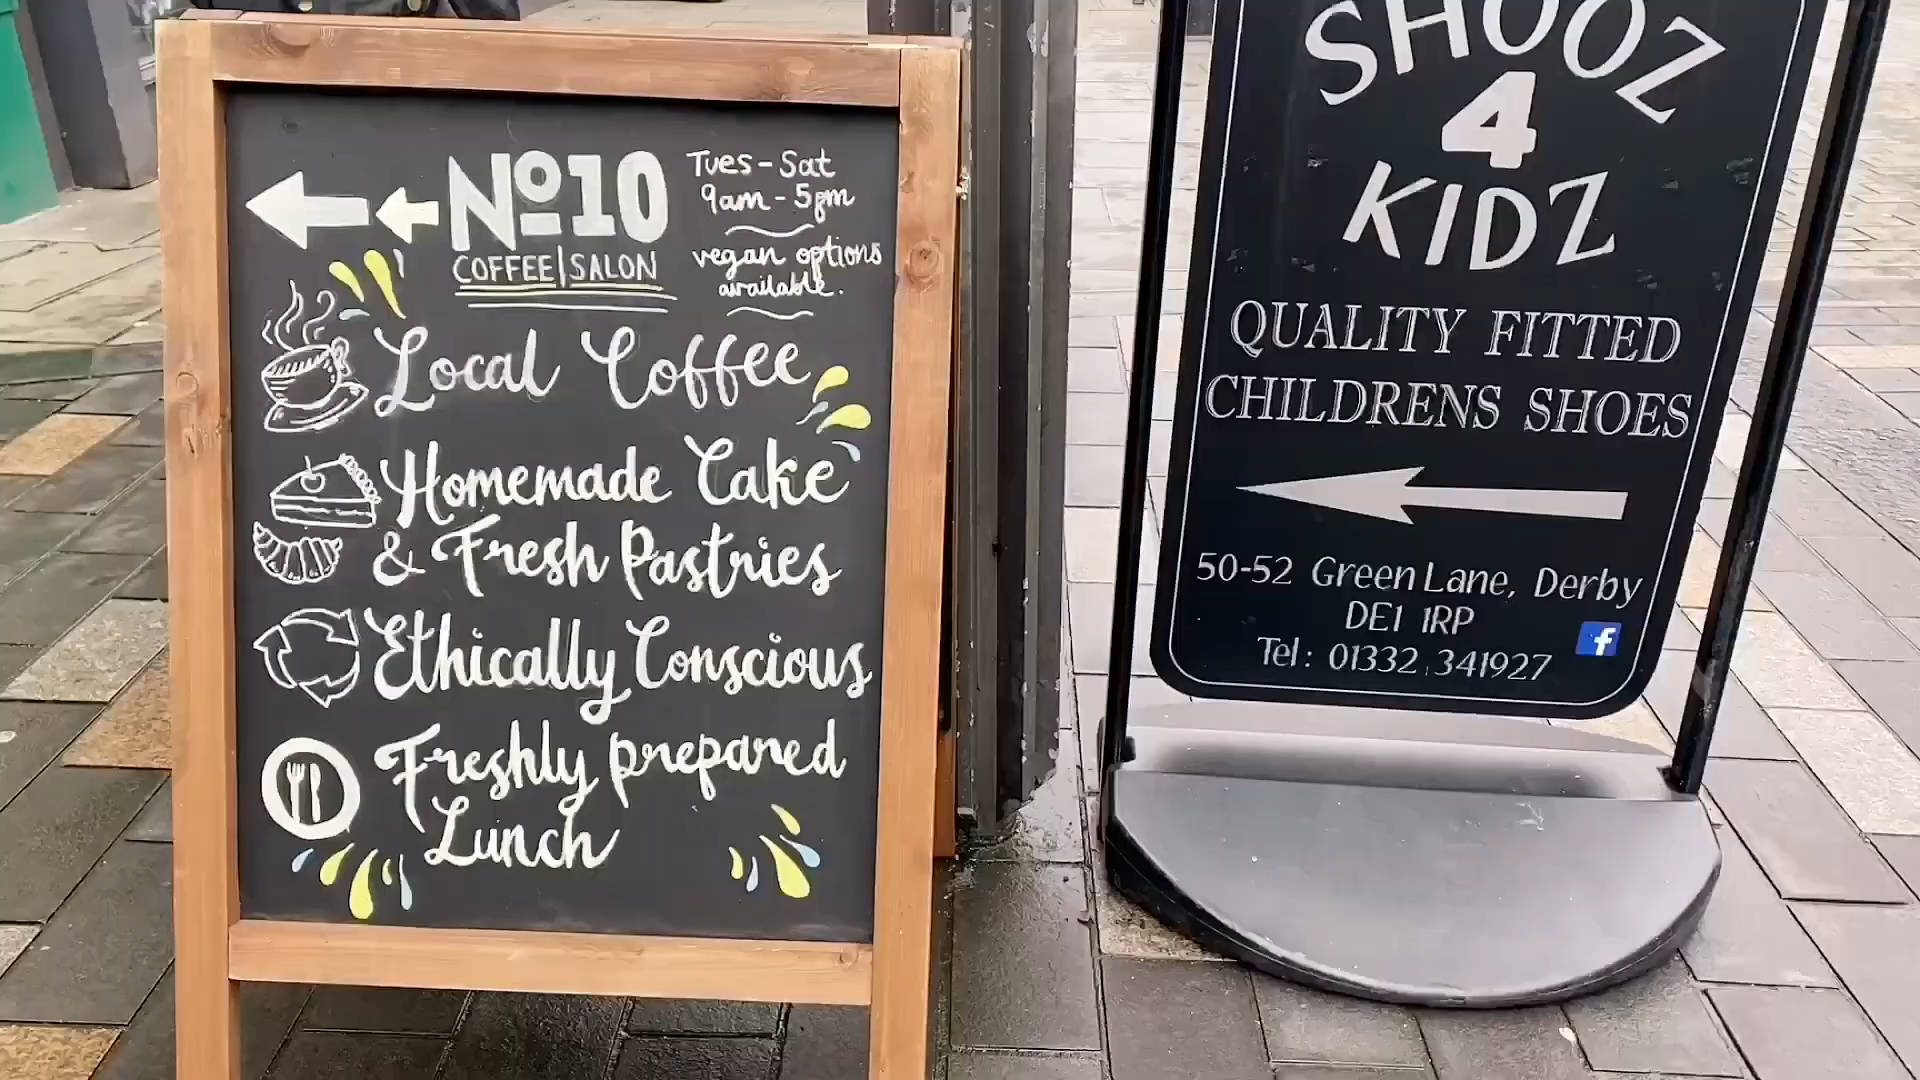 No10
COFFEE|SALON
Tues - Sat
9am - 5pm
vegan options
available.
Local Coffee
Homemade Cake
& Fresh Pastries
Ethically Conscious
Freshly prepared
Lunch
SHOOZ
4
KIDZ
QUALITY FITTED
CHILDRENS SHOES
50-52 Green Lane, Derby
DE1 1RP
Tel: 01332 341927
f